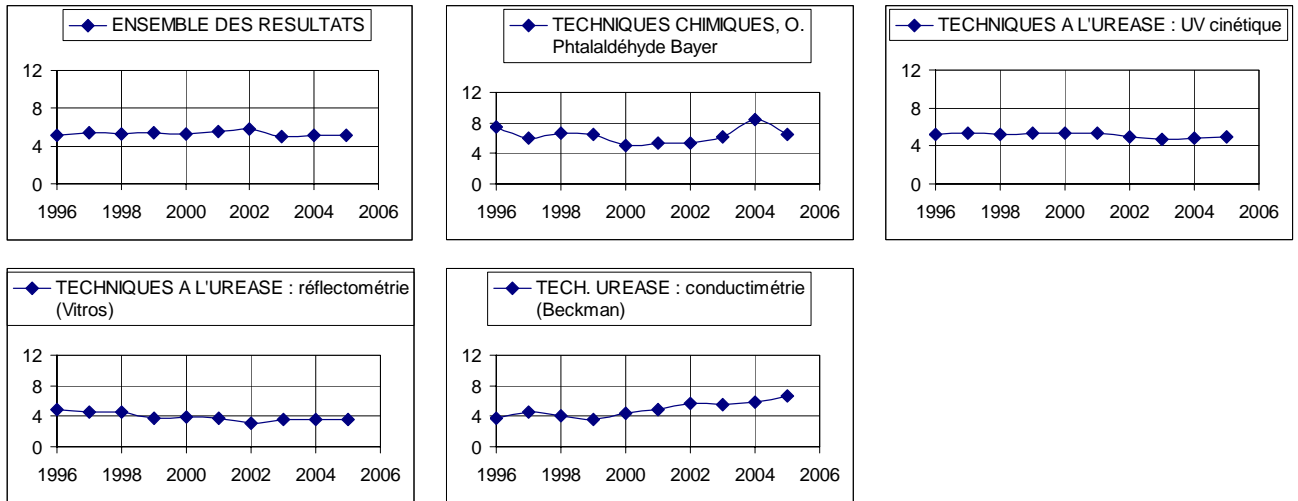 ENSEMBLE DES RESULTATS
12
8
4
0
1996 1998 2000 2002 2004 2006
TECHNIQUES CHIMIQUES, O.
Phtalaldéhyde Bayer
12
8
4
0
1996 1998 2000 2002 2004 2006
TECHNIQUES A L'UREASE : UV cinétique
12
8
4
0
1996 1998 2000 2002 2004 2006
TECHNIQUES A L'UREASE : réflectométrie
(Vitros)
12
8
4
0
1996 1998 2000 2002 2004 2006
TECH. UREASE : conductimétrie
(Beckman)
12
8
4
0
1996 1998 2000 2002 2004 2006